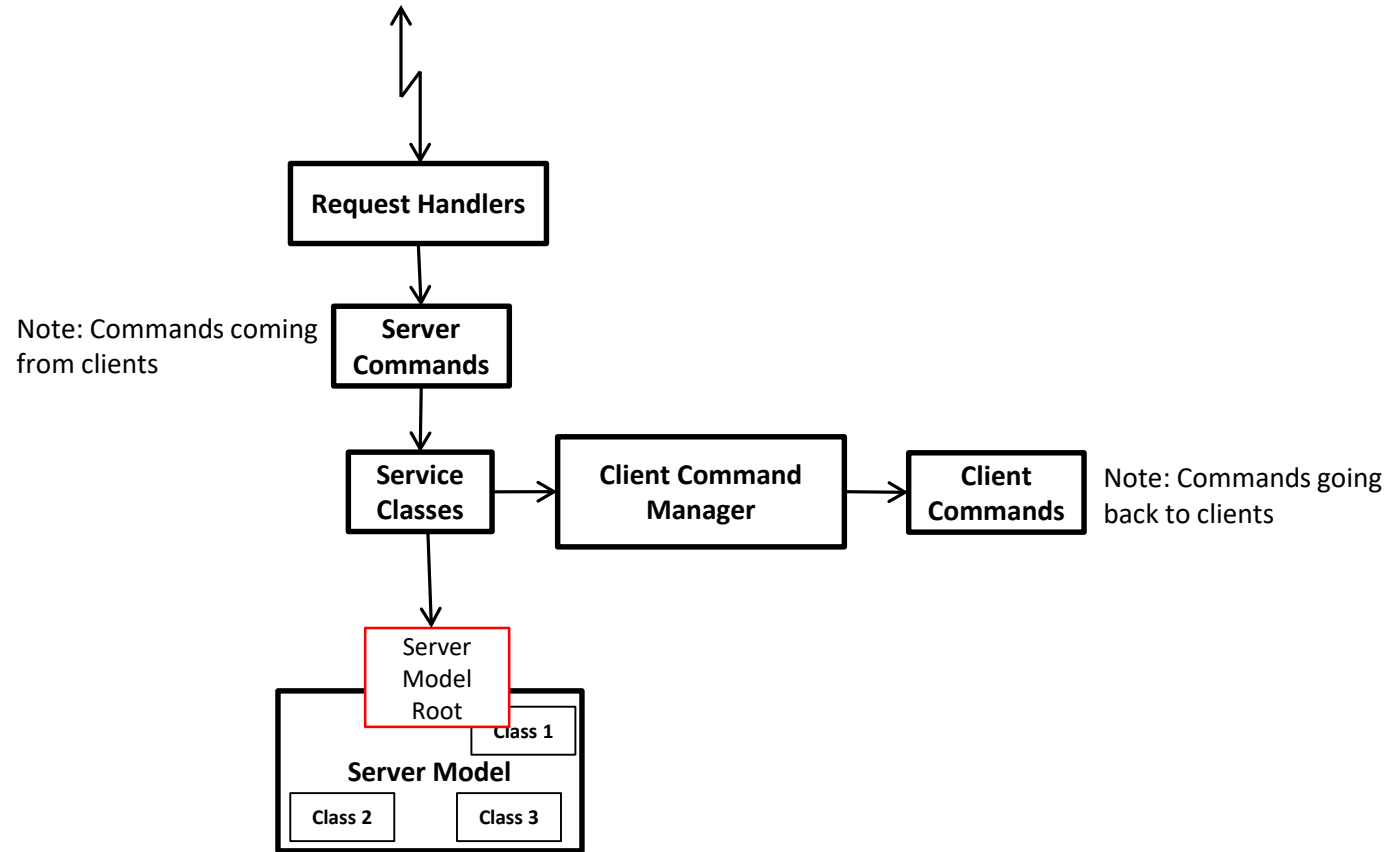 Request Handlers
Note: Commands coming
from clients
Server
Commands
Service
Classes
Client Command
Manager
Client
Commands
Note: Commands going
back to clients
Server
Model
Root
Class 1
Server Model
Class 2
Class 3